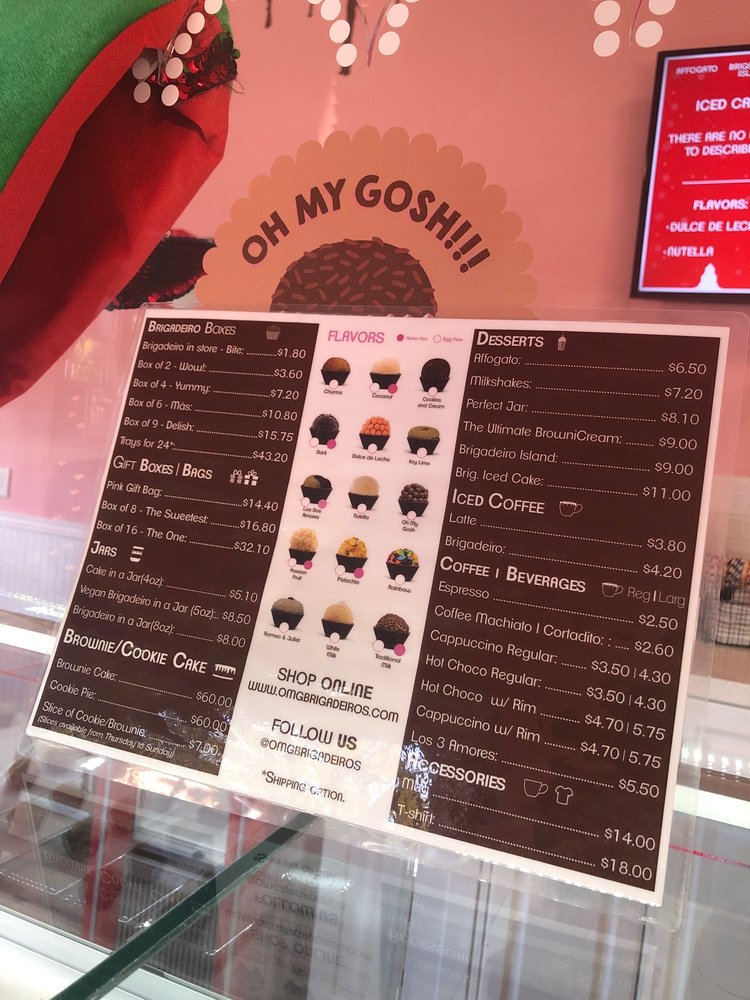 OH MY GOSH!!!
AFFOGATO
ICED CA
THERE ARE NO
TO DESCRIBE
FLAVORS:
•DULCE DE LECH
•NUTELLA
BRIGADEIRO BOXES
Brigadeiro in store - Bite: $1.80
Box of 2 - Wow!: $3.60
Box of 4 - Yummy: $7.20
Box of 6 - Más: $10.80
Box of 9 - Delish: $15.75
Trays for 24*: $43.20
GIFT BOXES | BAGS
Pink Gift Bag: $14.40
Box of 8 - The Sweetest: $16.80
Box of 16 - The One: $32.10
JARS
Cake in a Jar(4oz): $5.10
Vegan Brigadeiro in a Jar (5oz): $8.50
Brigadeiro in a Jar(8oz): $8.00
BROWNIE/COOKIE CAKE
Brownie Cake: $60.00
Cookie Pie: $60.00
Slice of Cookie/Brownie: $7.00
(Slices available from Thursday to Sunday)
FLAVORS Gluten Free Egg Free
Churros Coconut Cookies and Cream
Dark Dulce de Leche Key Lime
Los Dos Amores Nutella Oh My Gosh
Passion Fruit Pistachio Rainbow
Romeo & Juliet White Milk Traditional Milk
SHOP ONLINE
WWW.OMGBRIGADEIROS.COM
FOLLOW US
@OMGBRIGADEIROS
*SHIPPING OPTION.
DESSERTS
Affogato: $6.50
Milkshakes: $7.20
Perfect Jar: $8.10
The Ultimate BrowniCream: $9.00
Brigadeiro Island: $9.00
Brig. Iced Cake: $11.00
ICED COFFEE
Latte $3.80
Brigadeiro: $4.20
COFFEE | BEVERAGES Reg | Larg
Espresso $2.50
Coffee Machiato | Cortadito: : $2.60
Cappuccino Regular: $3.50 | 4.30
Hot Choco Regular: $3.50 | 4.30
Hot Choco w/ Rim $4.70 | 5.75
Cappuccino w/ Rim $4.70 | 5.75
Los 3 Amores: $5.50
ACCESSORIES
Mug $14.00
T-shirt: $18.00